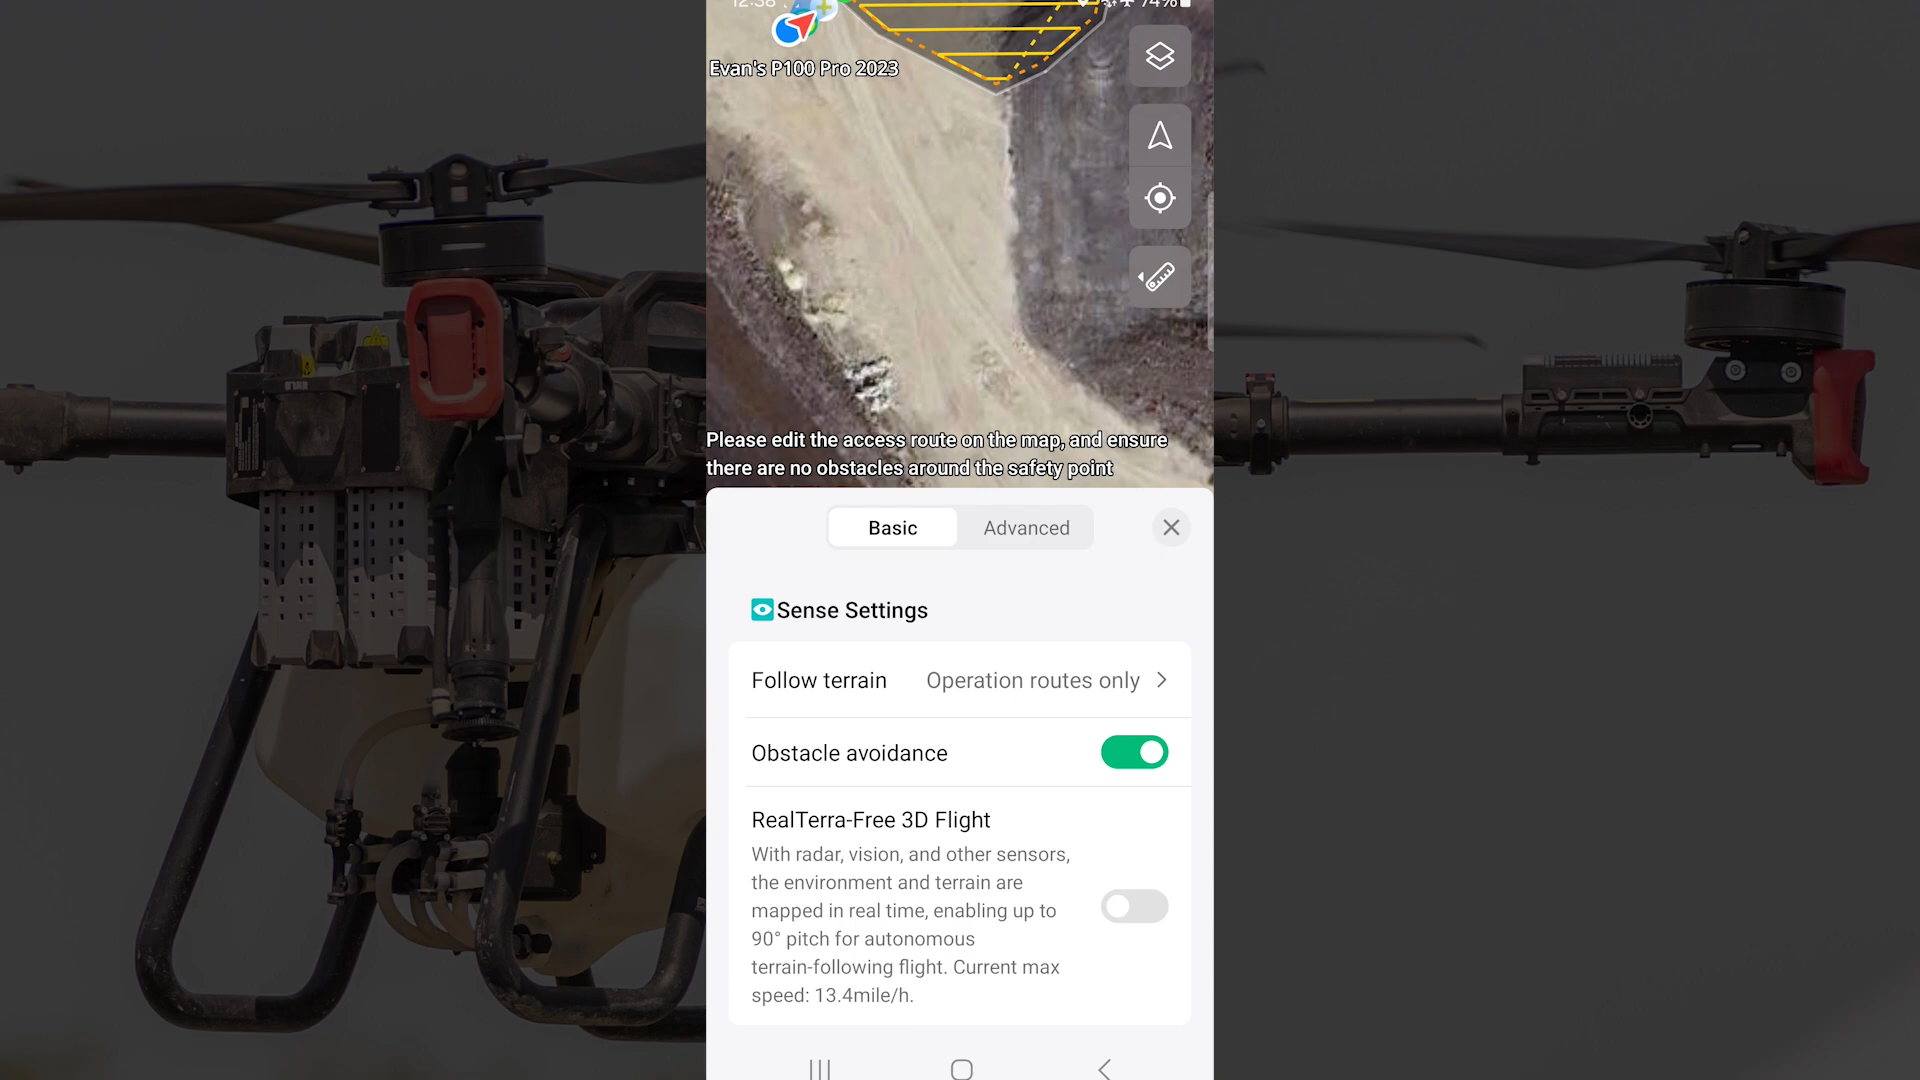 12:38
74%
Evan's P100 Pro 2023
Please edit the access route on the map, and ensure
there are no obstacles around the safety point
Basic
Advanced
Sense Settings
Follow terrain
Operation routes only
Obstacle avoidance
RealTerra-Free 3D Flight
With radar, vision, and other sensors,
the environment and terrain are
mapped in real time, enabling up to
90° pitch for autonomous
terrain-following flight. Current max
speed: 13.4mile/h.